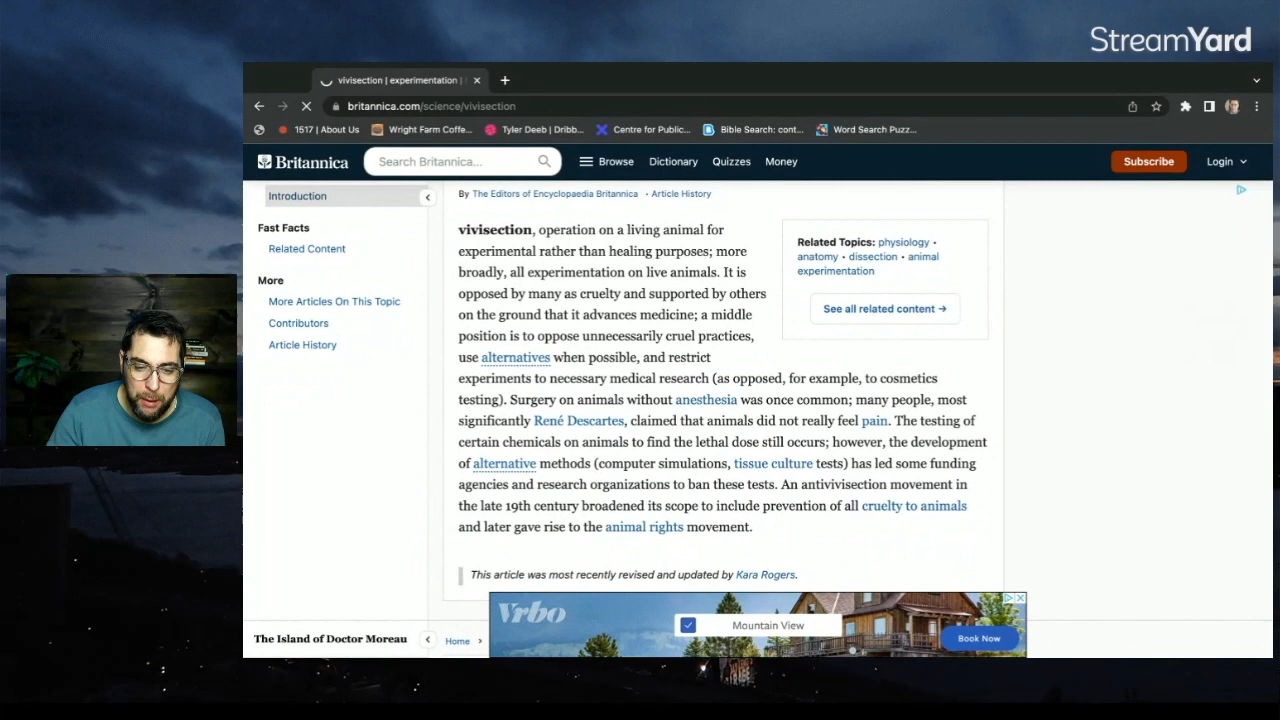 StreamYard
vivisection | experimentation |
britannica.com/science/vivisection
1517 | About Us
Wright Farm Coffe...
Tyler Deeb | Dribb...
Centre for Public...
Bible Search: cont...
Word Search Puzz...
Britannica
Search Britannica...
Browse
Dictionary
Quizzes
Money
Subscribe
Login
Introduction
Fast Facts
Related Content
More
More Articles On This Topic
Contributors
Article History
By The Editors of Encyclopaedia Britannica • Article History
vivisection, operation on a living animal for
experimental rather than healing purposes; more
broadly, all experimentation on live animals. It is
opposed by many as cruelty and supported by others
on the ground that it advances medicine; a middle
position is to oppose unnecessarily cruel practices,
use alternatives when possible, and restrict
experiments to necessary medical research (as opposed, for example, to cosmetics
testing). Surgery on animals without anesthesia was once common; many people, most
significantly René Descartes, claimed that animals did not really feel pain. The testing of
certain chemicals on animals to find the lethal dose still occurs; however, the development
of alternative methods (computer simulations, tissue culture tests) has led some funding
agencies and research organizations to ban these tests. An antivivisection movement in
the late 19th century broadened its scope to include prevention of all cruelty to animals
and later gave rise to the animal rights movement.
Related Topics: physiology •
anatomy • dissection • animal
experimentation
See all related content →
This article was most recently revised and updated by Kara Rogers.
The Island of Doctor Moreau
Home
Vrbo
Mountain View
Book Now